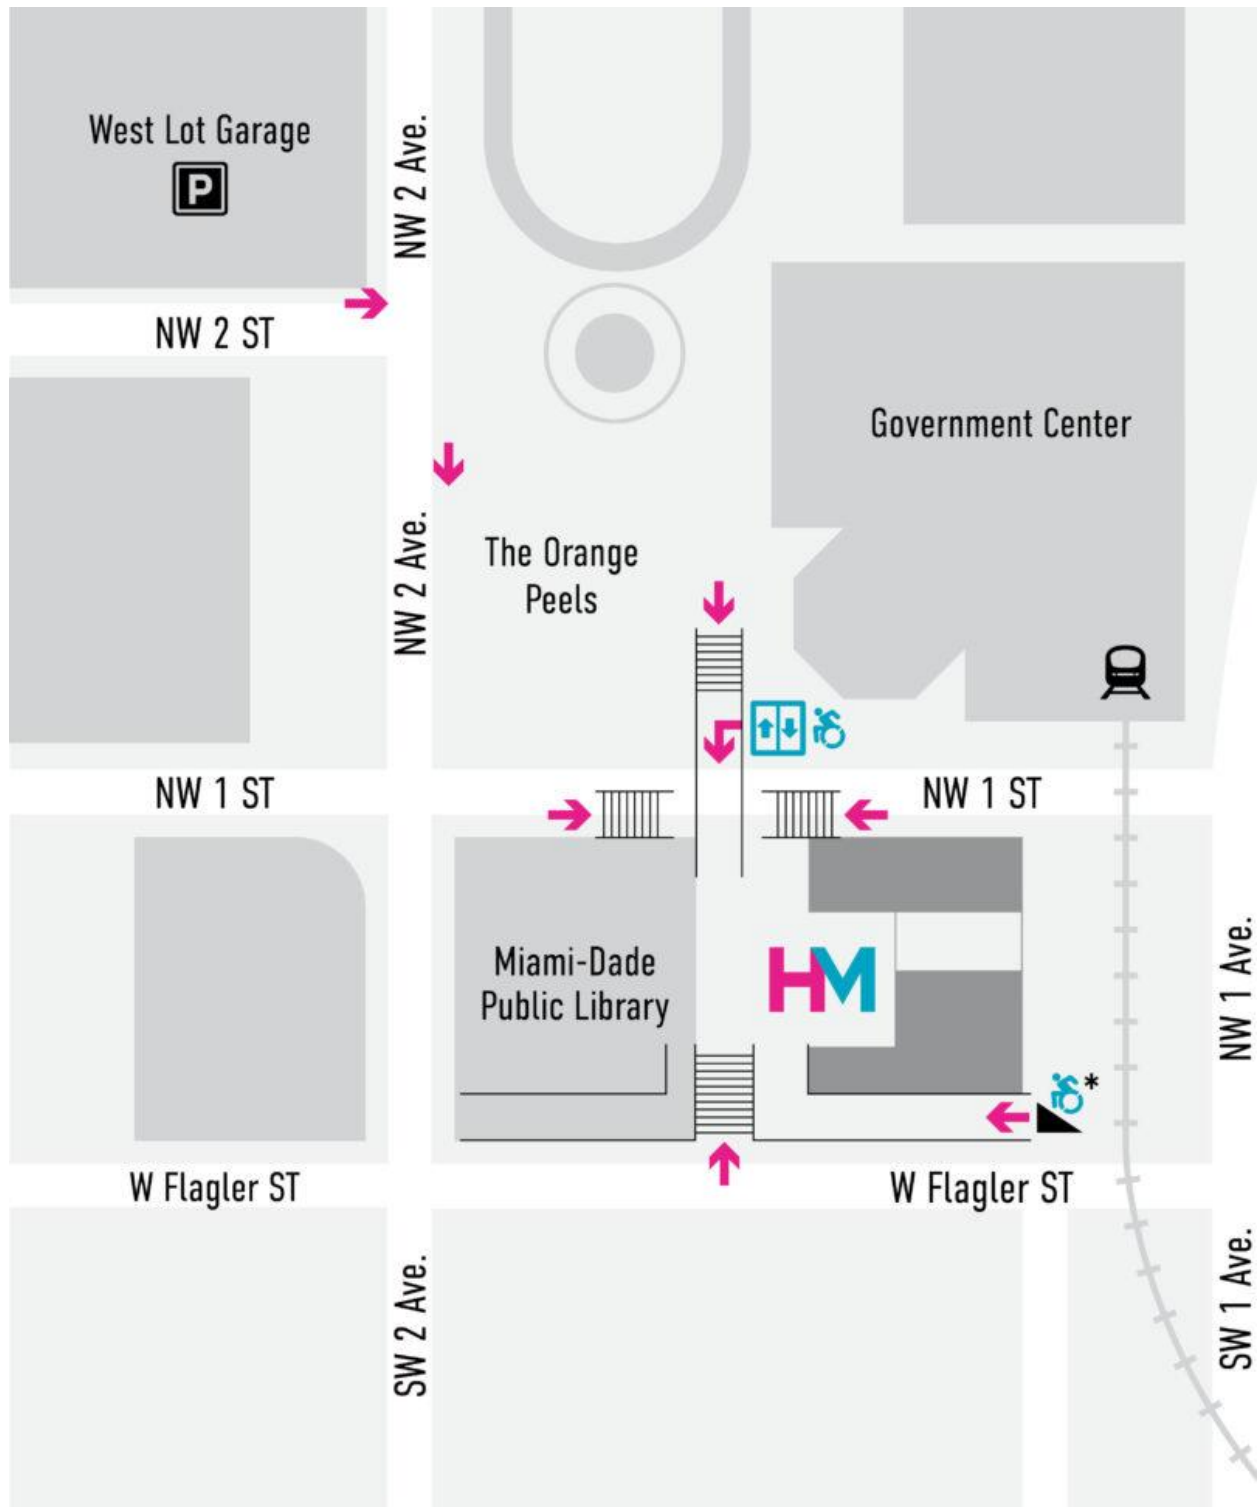 West Lot Garage
P
NW 2 Ave.
NW 2 ST
Government Center
NW 2 Ave.
The Orange
Peels
NW 1 ST
NW 1 ST
Miami-Dade
Public Library
HM
NW 1 Ave.
*
W Flagler ST
W Flagler ST
SW 2 Ave.
SW 1 Ave.